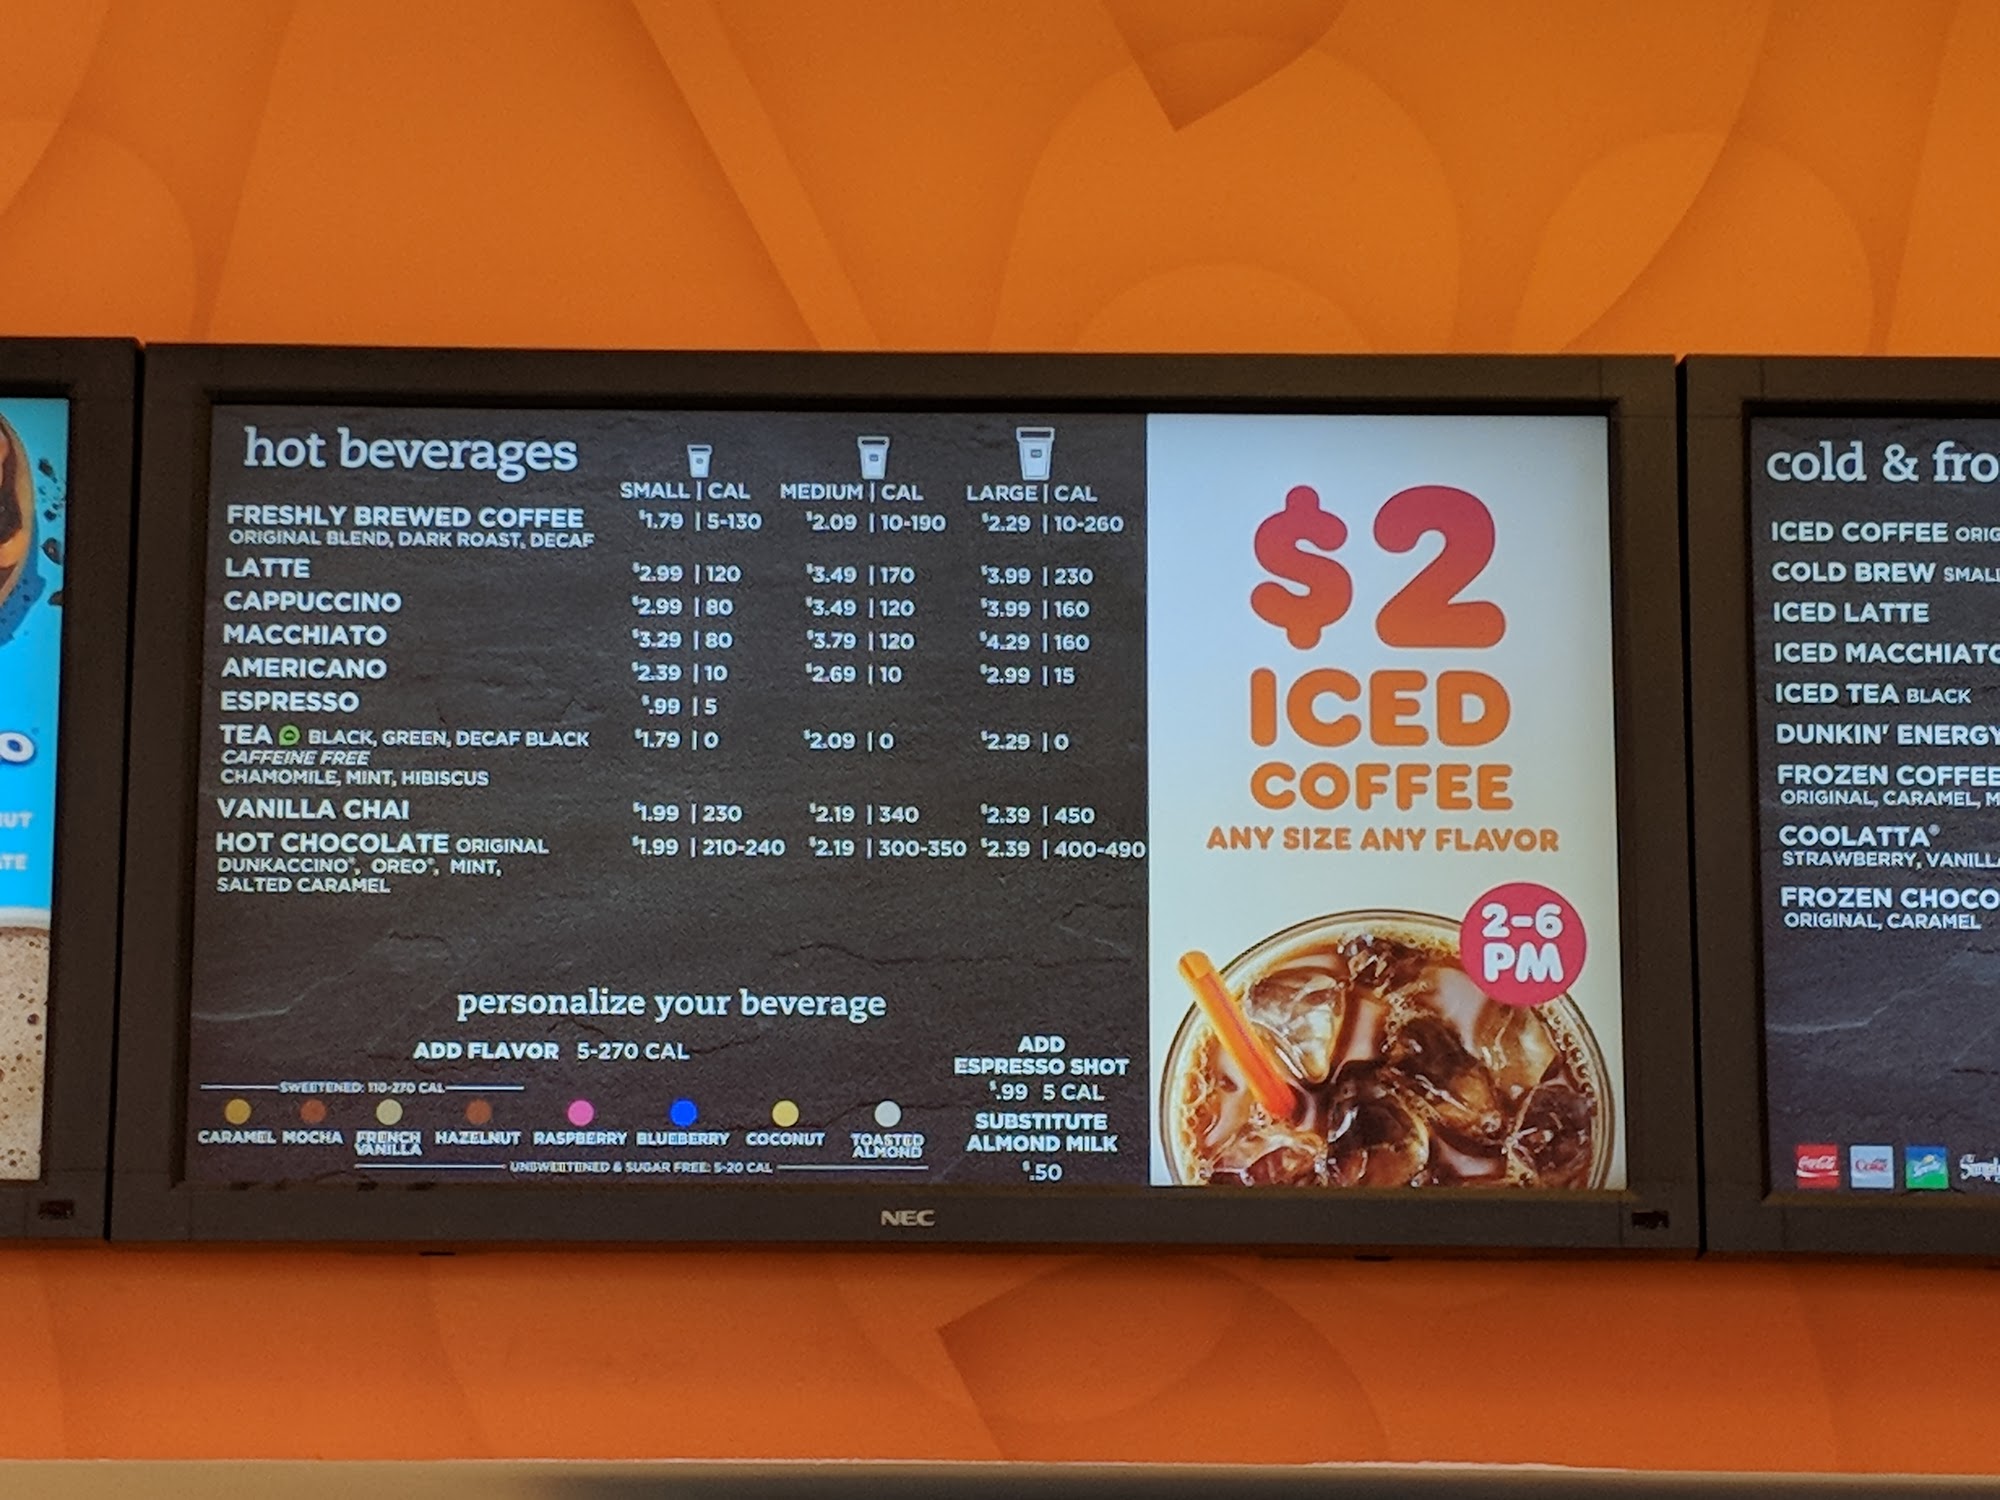 hot beverages
SMALL | CAL MEDIUM | CAL LARGE | CAL
FRESHLY BREWED COFFEE $1.79 | 5-130 $2.09 | 10-190 $2.29 | 10-260
ORIGINAL BLEND, DARK ROAST, DECAF
LATTE $2.99 | 120 $3.49 | 170 $3.99 | 230
CAPPUCCINO $2.99 | 80 $3.49 | 120 $3.99 | 160
MACCHIATO $3.29 | 80 $3.79 | 120 $4.29 | 160
AMERICANO $2.39 | 10 $2.69 | 10 $2.99 | 15
ESPRESSO $.99 | 5
TEA BLACK, GREEN, DECAF BLACK $1.79 | 0 $2.09 | 0 $2.29 | 0
CAFFEINE FREE
CHAMOMILE, MINT, HIBISCUS
VANILLA CHAI $1.99 | 230 $2.19 | 340 $2.39 | 450
HOT CHOCOLATE ORIGINAL $1.99 | 210-240 $2.19 | 300-350 $2.39 | 400-490
DUNKACCINO®, OREO®, MINT,
SALTED CARAMEL
personalize your beverage
ADD FLAVOR 5-270 CAL
SWEETENED: 110-270 CAL
CARAMEL MOCHA FRENCH VANILLA HAZELNUT RASPBERRY BLUEBERRY COCONUT TOASTED ALMOND
UNSWEETENED & SUGAR FREE: 5-20 CAL
ADD
ESPRESSO SHOT
$.99 5 CAL
SUBSTITUTE
ALMOND MILK
$.50
$2
ICED
COFFEE
ANY SIZE ANY FLAVOR
2-6
PM
NEC
cold & fro
ICED COFFEE ORIG
COLD BREW SMALL
ICED LATTE
ICED MACCHIATO
ICED TEA BLACK
DUNKIN' ENERGY
FROZEN COFFEE
ORIGINAL, CARAMEL, M
COOLATTA®
STRAWBERRY, VANILLA
FROZEN CHOCO
ORIGINAL, CARAMEL
Coca-Cola Coke Sprite